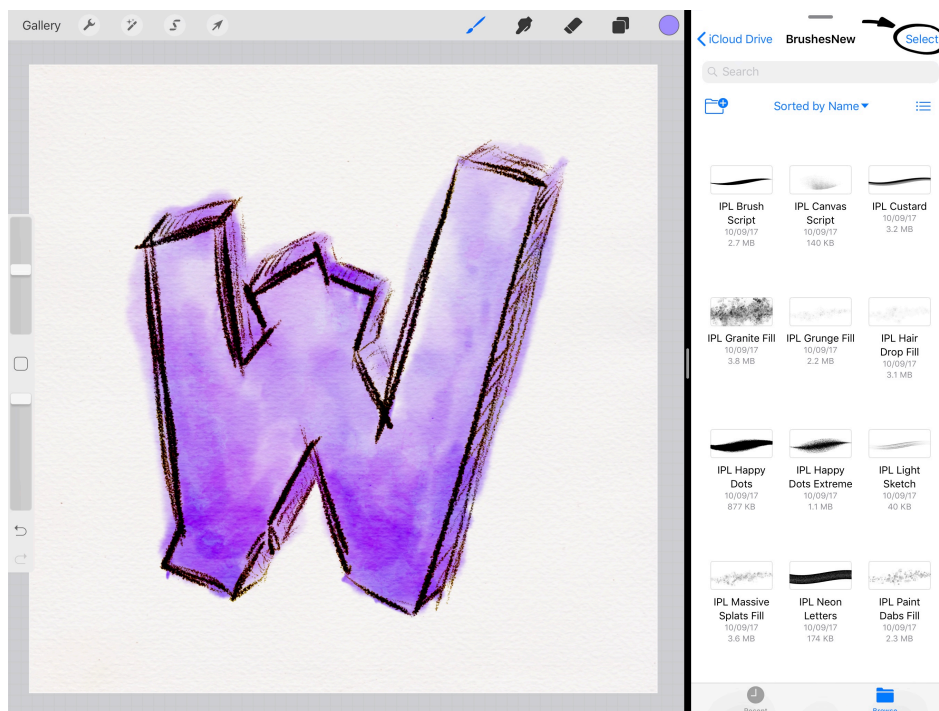 Gallery
W
iCloud Drive BrushesNew Select
Search
Sorted by Name
IPL Brush
Script
10/09/17
2.7 MB
IPL Canvas
Script
10/09/17
140 KB
IPL Custard
10/09/17
3.2 MB
IPL Granite Fill
10/09/17
3.8 MB
IPL Grunge Fill
10/09/17
2.2 MB
IPL Hair
Drop Fill
10/09/17
3.1 MB
IPL Happy
Dots
10/09/17
877 KB
IPL Happy
Dots Extreme
10/09/17
1.1 MB
IPL Light
Sketch
10/09/17
40 KB
IPL Massive
Splats Fill
10/09/17
3.6 MB
IPL Neon
Letters
10/09/17
174 KB
IPL Paint
Dabs Fill
10/09/17
2.3 MB
Recent
Browse